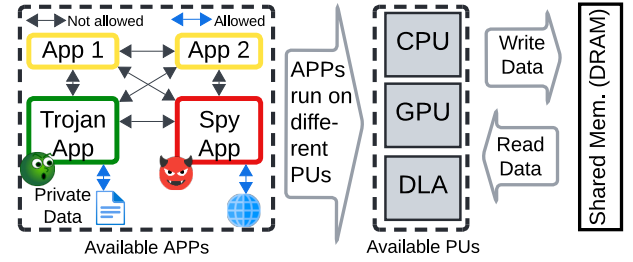 Not allowed
Allowed
App 1
App 2
Trojan
App
Spy
App
Private
Data
Available APPs
APPs
run on
diffe-
rent
PUs
CPU
GPU
DLA
Available PUs
Write
Data
Read
Data
Shared Mem. (DRAM)